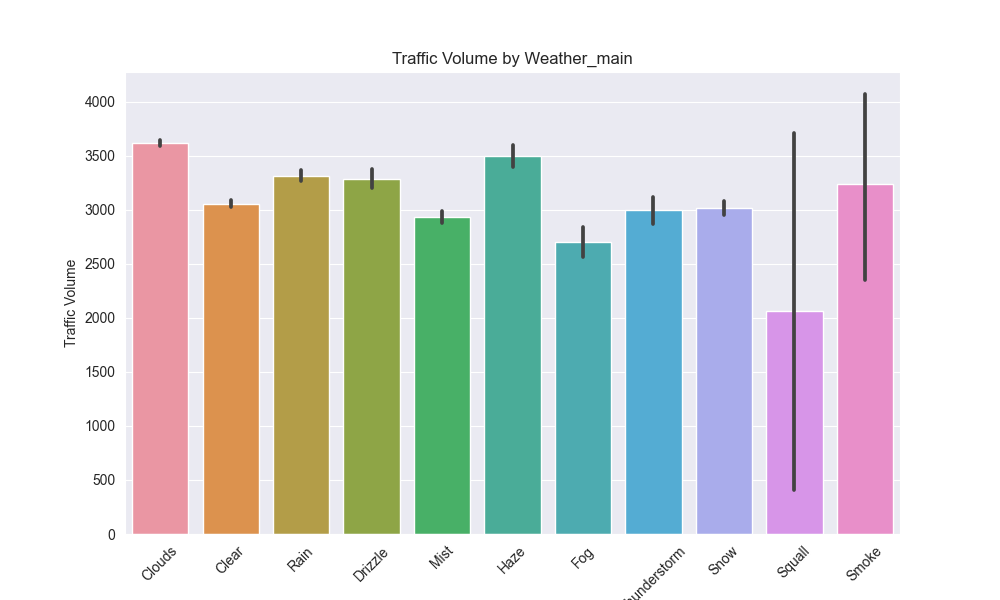 Traffic Volume by Weather_main
Traffic Volume
4000
3500
3000
2500
2000
1500
1000
500
0
Clouds
Clear
Rain
Drizzle
Mist
Haze
Fog
hunderstorm
Snow
Squall
Smoke